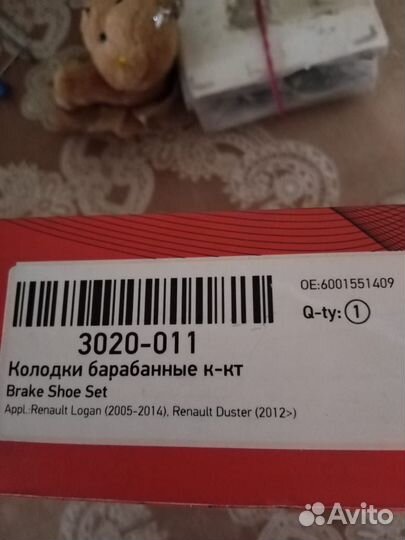 OE:6001551409
Q-ty: 1
3020-011
Колодки барабанные к-кт
Brake Shoe Set
Appl.:Renault Logan (2005-2014), Renault Duster (2012>)
Avito